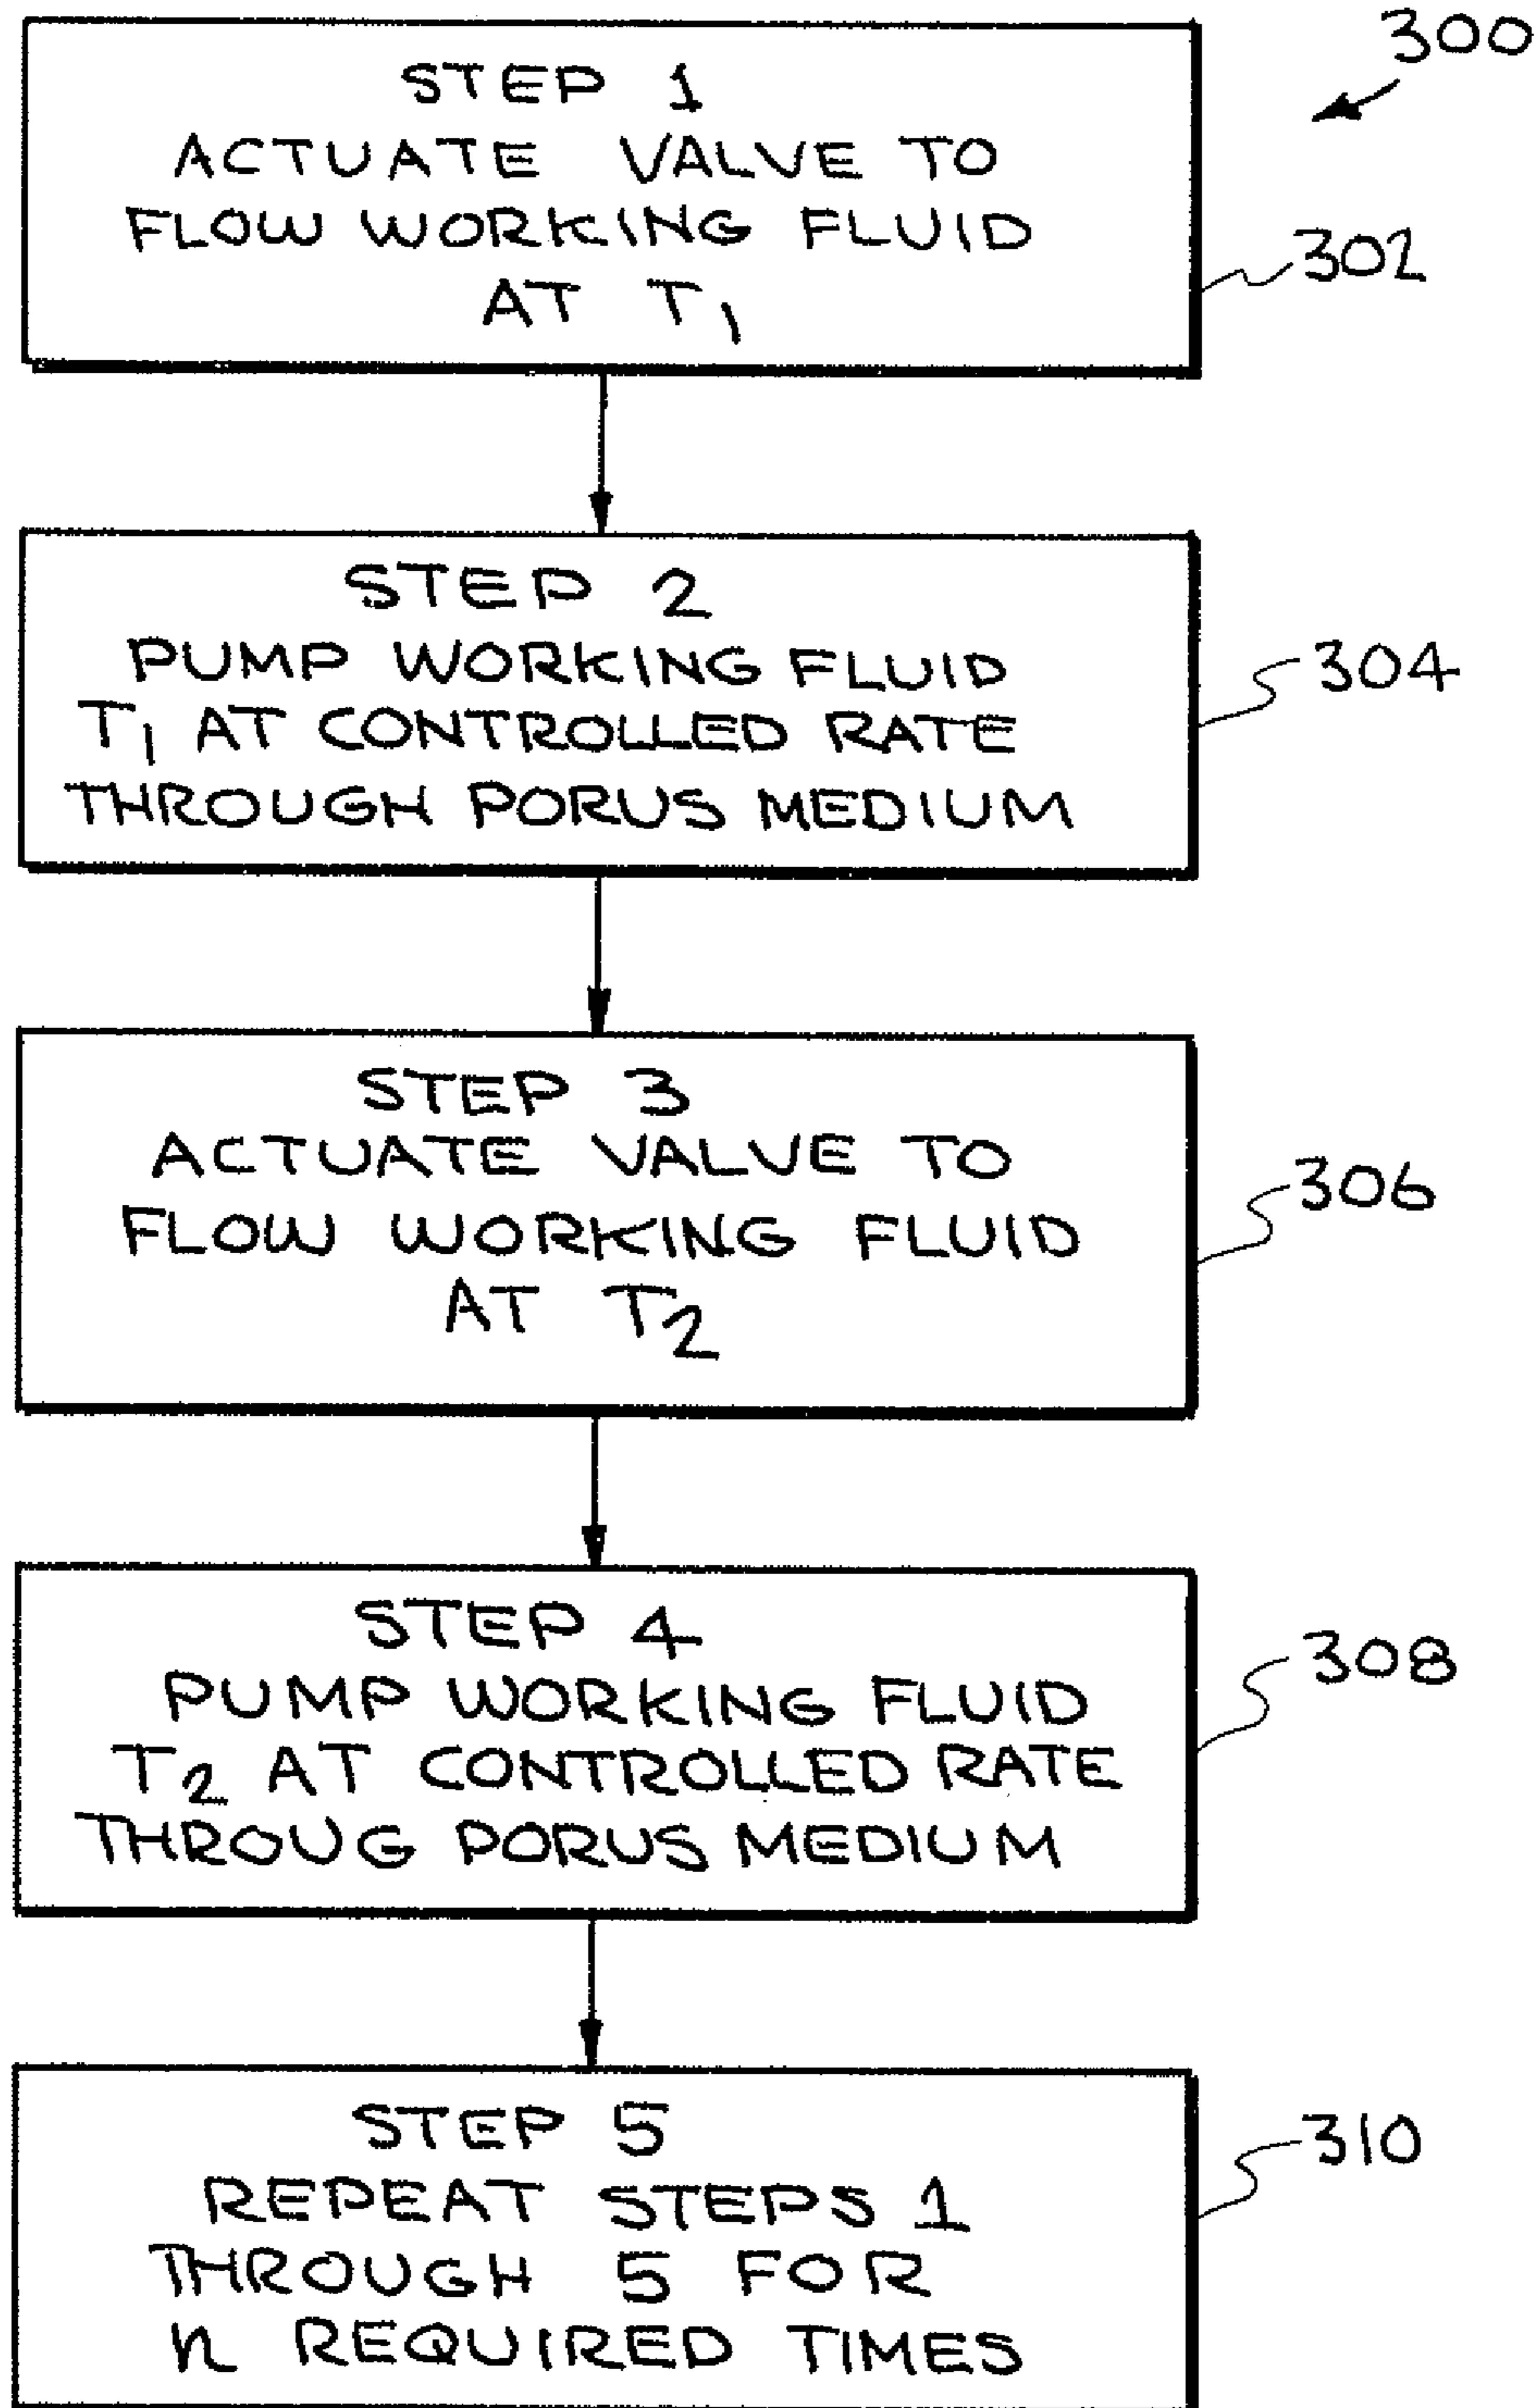 300
STEP 1
ACTUATE VALVE TO
FLOW WORKING FLUID
AT T₁
302
STEP 2
PUMP WORKING FLUID
T₁ AT CONTROLLED RATE
THROUGH PORUS MEDIUM
304
STEP 3
ACTUATE VALVE TO
FLOW WORKING FLUID
AT T₂
306
STEP 4
PUMP WORKING FLUID
T₂ AT CONTROLLED RATE
THROUG PORUS MEDIUM
308
STEP 5
REPEAT STEPS 1
THROUGH 5 FOR
n REQUIRED TIMES
310